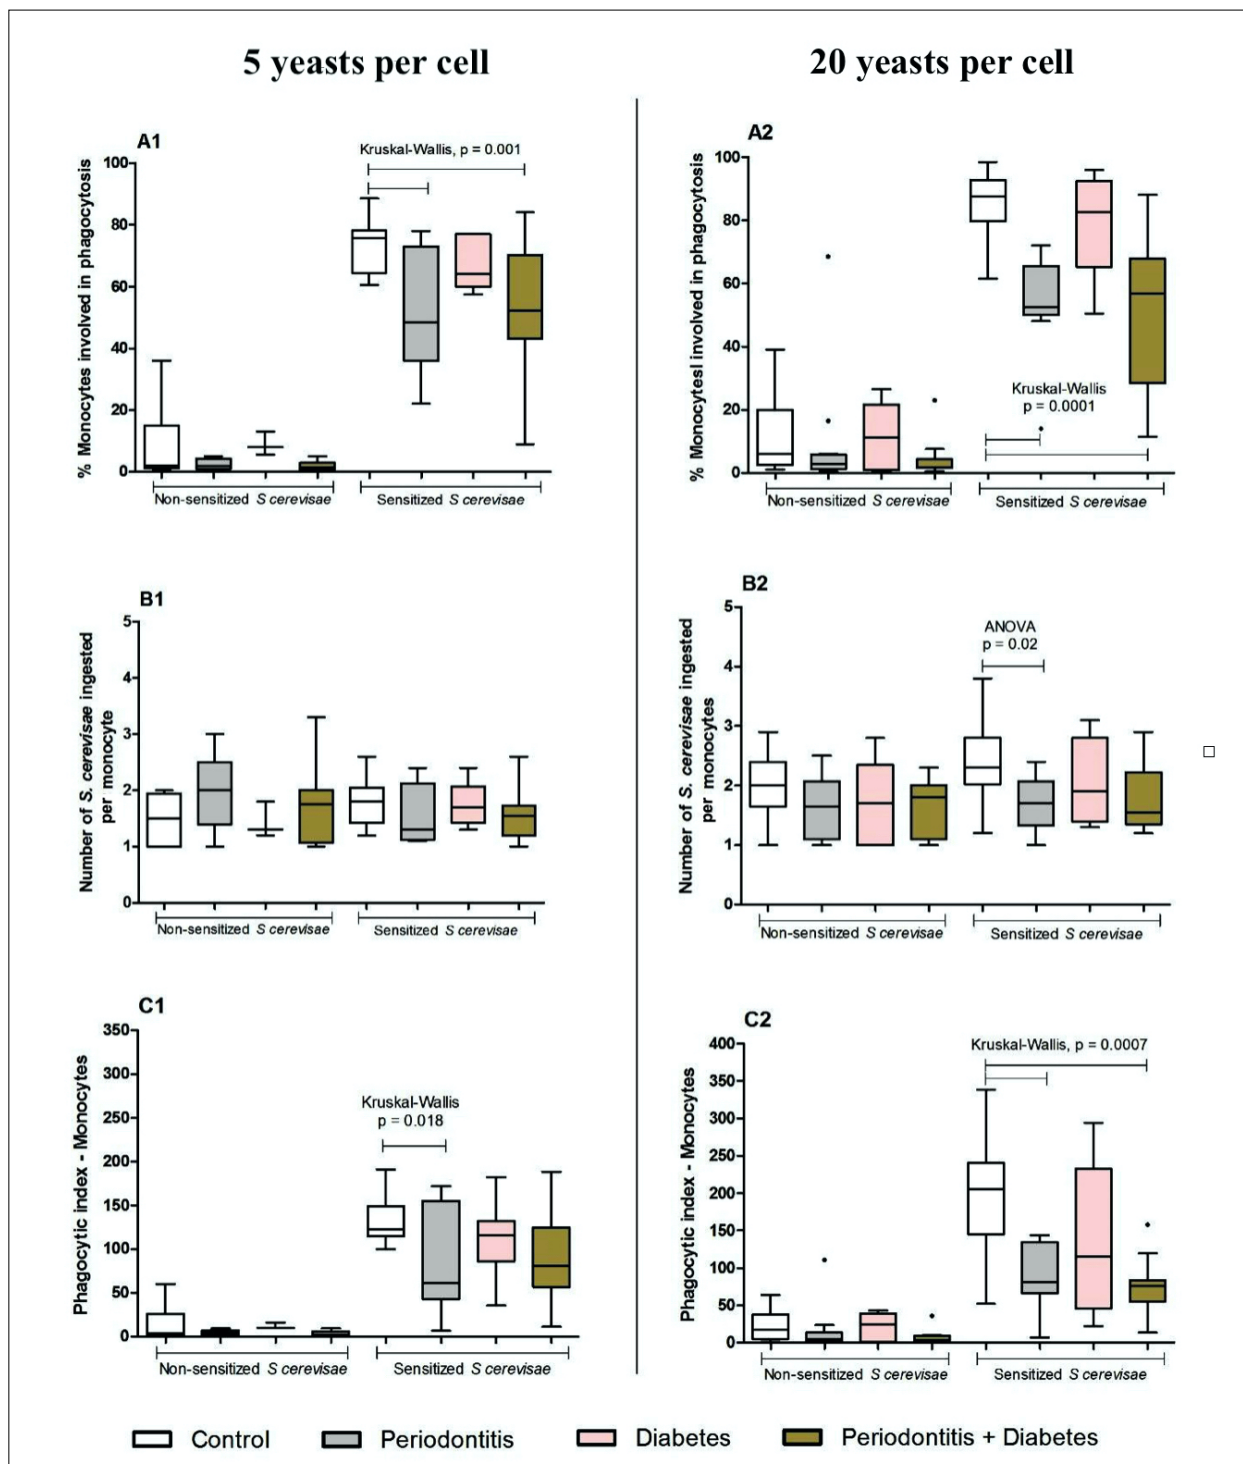 5 yeasts per cell
20 yeasts per cell
A1
Kruskal-Wallis, p = 0.001
% Monocytes involved in phagocytosis
100
80
60
40
20
0
Non-sensitized S cerevisae
Sensitized S cerevisae
A2
% Monocytesl involved in phagocytosis
100
80
60
40
20
0
Kruskal-Wallis
p = 0.0001
Non-sensitized S cerevisae
Sensitized S cerevisae
B1
Number of S. cerevisae ingested
per monocyte
5
4
3
2
1
0
Non-sensitized S cerevisae
Sensitized S cerevisae
B2
Number of S. cerevisae ingested
per monocytes
5
4
3
2
1
0
ANOVA
p = 0.02
Non-sensitized S cerevisae
Sensitized S cerevisae
C1
Phagocytic index - Monocytes
350
300
250
200
150
100
50
0
Kruskal-Wallis
p = 0.018
Non-sensitized S cerevisae
Sensitized S cerevisae
C2
Phagocytic index - Monocytes
400
350
300
250
200
150
100
50
0
Kruskal-Wallis, p = 0.0007
Non-sensitized S cerevisae
Sensitized S cerevisae
Control
Periodontitis
Diabetes
Periodontitis + Diabetes